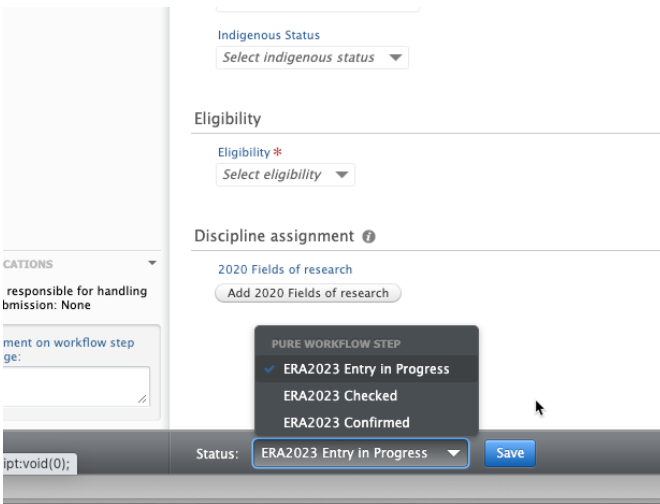 Indigenous Status
Select indigenous status
Eligibility
Eligibility *
Select eligibility
Discipline assignment
2020 Fields of research
Add 2020 Fields of research
CATIONS
responsible for handling
bmission: None
ment on workflow step
ge:
PURE WORKFLOW STEP
ERA2023 Entry in Progress
ERA2023 Checked
ERA2023 Confirmed
Status: ERA2023 Entry in Progress Save
ipt:void(0);